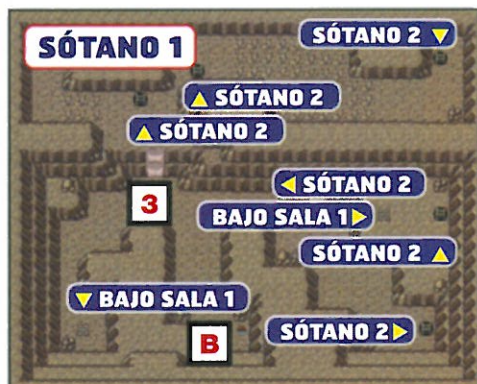 SÓTANO 1
SÓTANO 2 ▼
▲ SÓTANO 2
▲ SÓTANO 2
3
◀ SÓTANO 2
BAJO SALA 1 ▶
SÓTANO 2 ▲
▼ BAJO SALA 1
B
SÓTANO 2 ▶